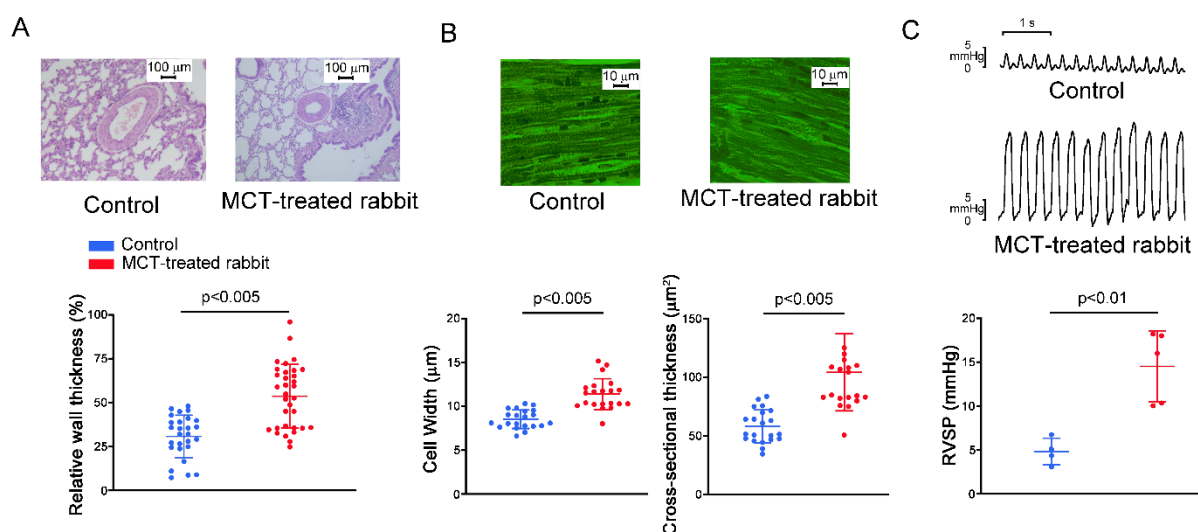 A
100 μm
100 μm
Control
MCT-treated rabbit
Control
MCT-treated rabbit
Relative wall thickness (%)
100
75
50
25
0
p<0.005
B
10 μm
10 μm
Control
MCT-treated rabbit
Cell Width (μm)
20
15
10
5
0
p<0.005
Cross-sectional thickness (μm²)
150
100
50
0
p<0.005
C
1 s
5
mmHg
0
Control
5
mmHg
0
MCT-treated rabbit
RVSP (mmHg)
20
15
10
5
0
p<0.01